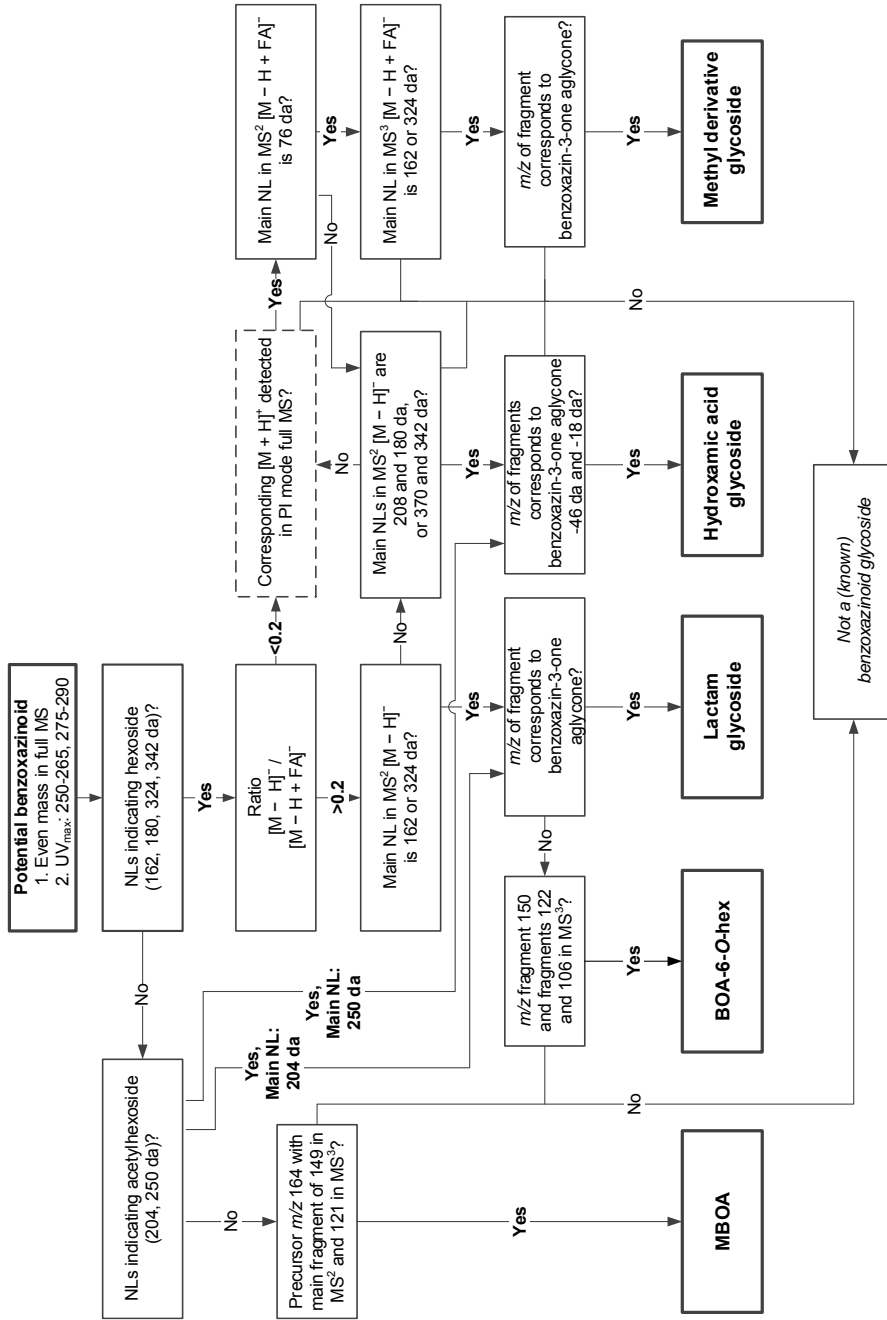 Potential benzoxazinoid
1. Even mass in full MS
2. UVmax: 250-265, 275-290
NLs indicating hexoside
(162, 180, 324, 342 da)?
No
Yes
NLs indicating acetylhexoside
(204, 250 da)?
Ratio
[M − H]⁻ /
[M − H + FA]⁻
<0.2
>0.2
Corresponding [M + H]⁺ detected
in PI mode full MS?
Yes
Main NL in MS² [M − H + FA]⁻
is 76 da?
No
Yes
Yes,
Main NL:
250 da
Yes,
Main NL:
204 da
No
Precursor m/z 164 with
main fragment of 149 in
MS² and 121 in MS³?
Main NL in MS² [M − H]⁻
is 162 or 324 da?
No
No
Main NLs in MS² [M − H]⁻ are
208 and 180 da,
or 370 and 342 da?
Main NL in MS³ [M − H + FA]⁻
is 162 or 324 da?
Yes
Yes
Yes
m/z fragment 150
and fragments 122
and 106 in MS³?
No
m/z of fragment
corresponds to
benzoxazin-3-one
aglycone?
m/z of fragments
corresponds to
benzoxazin-3-one aglycone
-46 da and -18 da?
m/z of fragment
corresponds to
benzoxazin-3-one aglycone?
Yes
No
Yes
Yes
Yes
No
Yes
MBOA
BOA-6-O-hex
Lactam
glycoside
Hydroxamic acid
glycoside
Methyl derivative
glycoside
Not a (known)
benzoxazinoid glycoside